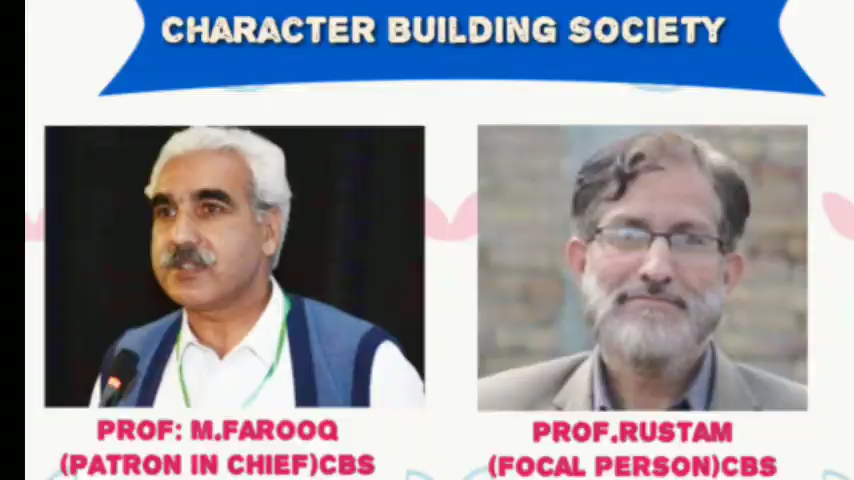 CHARACTER BUILDING SOCIETY
PROF: M.FAROOQ
(PATRON IN CHIEF)CBS
PROF.RUSTAM
(FOCAL PERSON)CBS